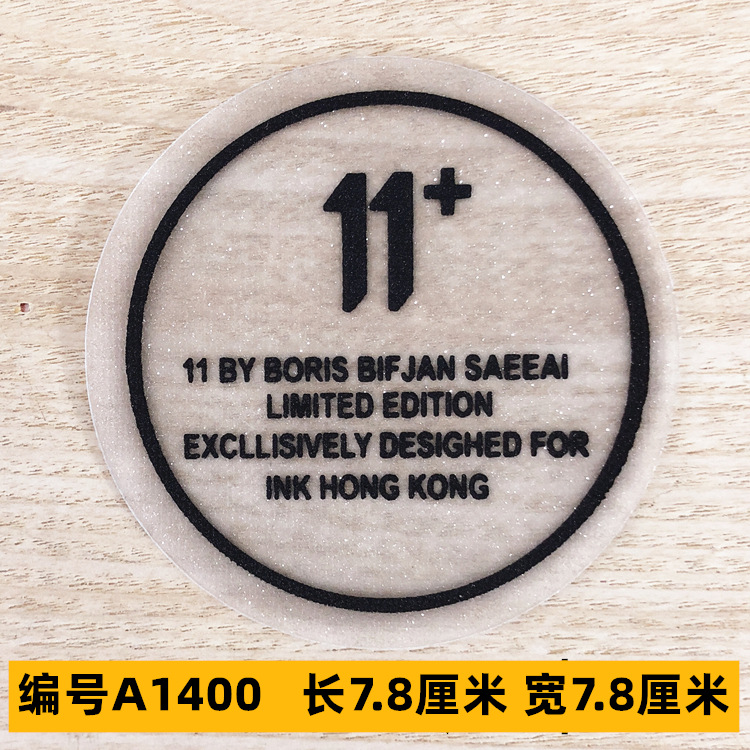 11+
11 BY BORIS BIFJAN SAEEAI
LIMITED EDITION
EXCLLISIVELY DESIGHED FOR
INK HONG KONG
编号A1400 长7.8厘米 宽7.8厘米